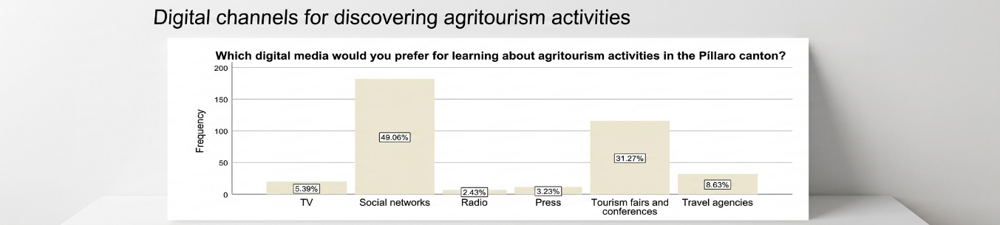 Digital channels for discovering agritourism activities
Which digital media would you prefer for learning about agritourism activities in the Píllaro canton?
200
150
100
50
0
Frequency
5.39%
49.06%
2.43%
3.23%
31.27%
8.63%
TV
Social networks
Radio
Press
Tourism fairs and
conferences
Travel agencies